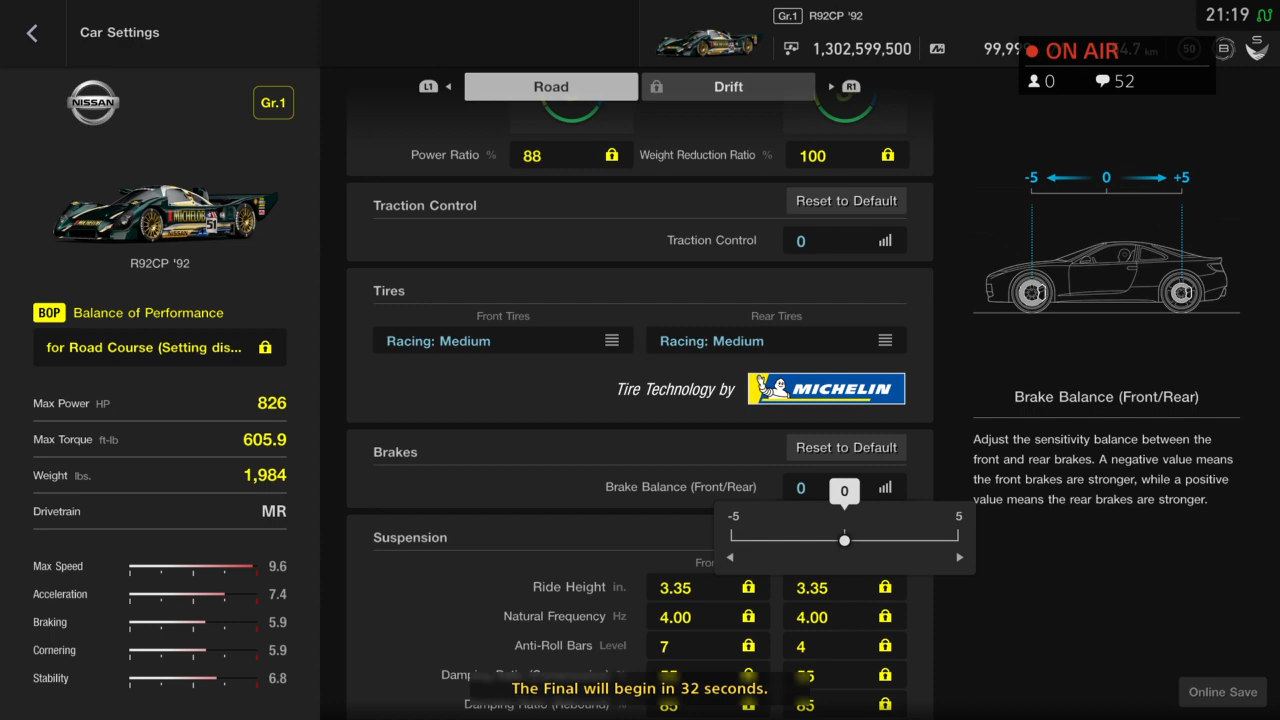 Car Settings
Gr.1 R92CP '92
1,302,599,500
99,99
21:19
50 B S
ON AIR
4.7 km
0 52
NISSAN
Gr.1
MICHELOB
51
R92CP '92
BOP Balance of Performance
for Road Course (Setting dis...
Max Power HP 826
Max Torque ft-lb 605.9
Weight lbs. 1,984
Drivetrain MR
Max Speed 9.6
Acceleration 7.4
Braking 5.9
Cornering 5.9
Stability 6.8
L1 Road Drift R1
Power Ratio % 88 Weight Reduction Ratio % 100
Traction Control Reset to Default
Traction Control 0
Tires
Front Tires Rear Tires
Racing: Medium Racing: Medium
Tire Technology by MICHELIN
Brakes Reset to Default
Brake Balance (Front/Rear) 0
0
-5 5
Suspension
Ride Height in. 3.35 3.35
Natural Frequency Hz 4.00 4.00
Anti-Roll Bars Level 7 4
The Final will begin in 32 seconds.
Damping Ratio (Rebound) 85 85
-5 0 +5
Brake Balance (Front/Rear)
Adjust the sensitivity balance between the
front and rear brakes. A negative value means
the front brakes are stronger, while a positive
value means the rear brakes are stronger.
Online Save